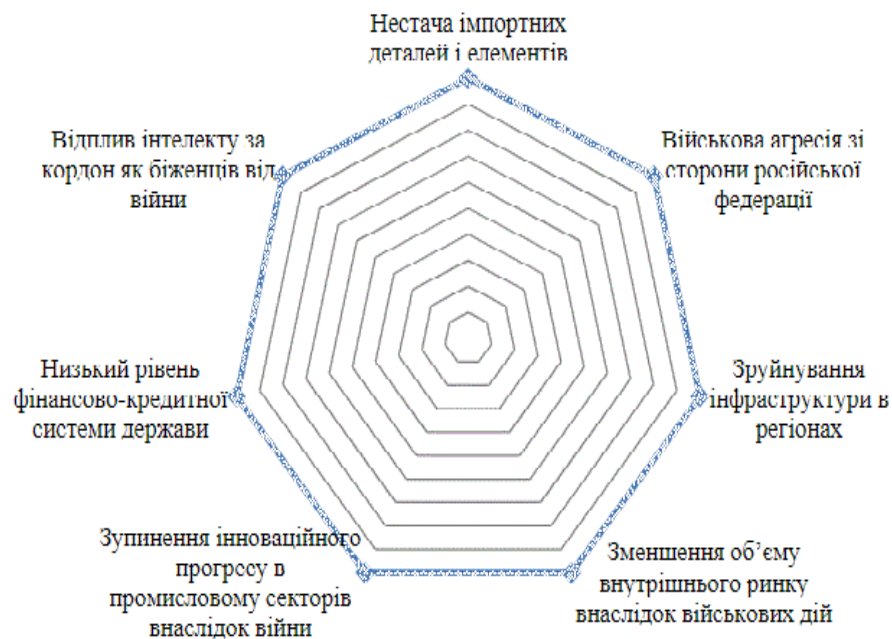 Нестача імпортних
деталей і елементів
Військова агресія зі
сторони російської
федерації
Зруйнування
інфраструктури в
регіонах
Зменшення об’єму
внутрішнього ринку
внаслідок військових дій
Зупинення інноваційного
прогресу в
промисловому секторів
внаслідок війни
Низький рівень
фінансово-кредитної
системи держави
Відплив інтелекту за
кордон як біженців від
війни